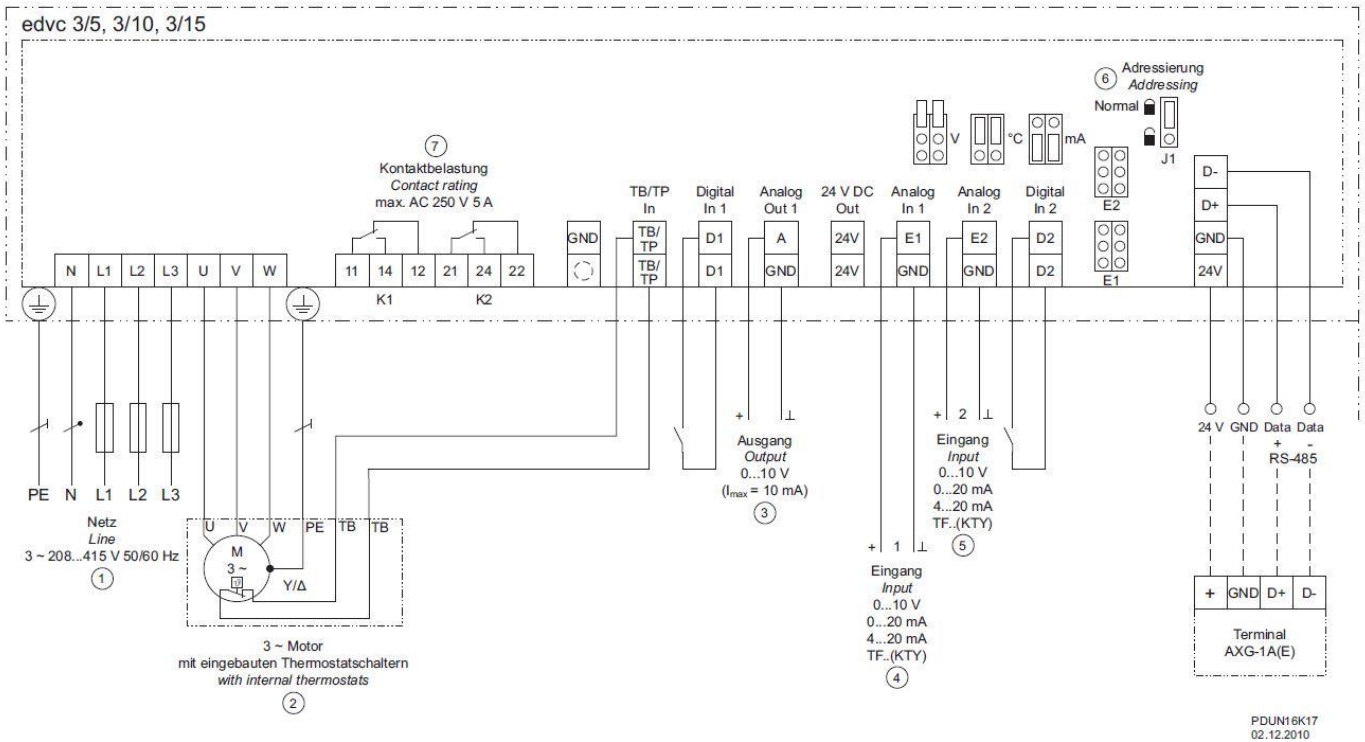 edvc 3/5, 3/10, 3/15
6 Adressierung
Addressing
Normal
J1
V
°C
mA
E2
E1
7
Kontaktbelastung
Contact rating
max. AC 250 V 5 A
TB/TP In
Digital In 1
Analog Out 1
24 V DC Out
Analog In 1
Analog In 2
Digital In 2
N L1 L2 L3 U V W
11 14 12 21 24 22
K1 K2
GND
TB/TP
TB/TP
D1
D1
A
GND
24V
24V
E1
GND
E2
GND
D2
D2
D-
D+
GND
24V
PE N L1 L2 L3
Netz
Line
3 ~ 208...415 V 50/60 Hz
1
U V W PE TB TB
M
3 ~
Y/Δ
3 ~ Motor
mit eingebauten Thermostatschaltern
with internal thermostats
2
+ ⊥
Ausgang
Output
0...10 V
(Imax = 10 mA)
3
+ 1 ⊥
Eingang
Input
0...10 V
0...20 mA
4...20 mA
TF..(KTY)
4
+ 2 ⊥
Eingang
Input
0...10 V
0...20 mA
4...20 mA
TF..(KTY)
5
24 V GND Data Data
+ -
RS-485
+ GND D+ D-
Terminal
AXG-1A(E)
PDUN16K17
02.12.2010